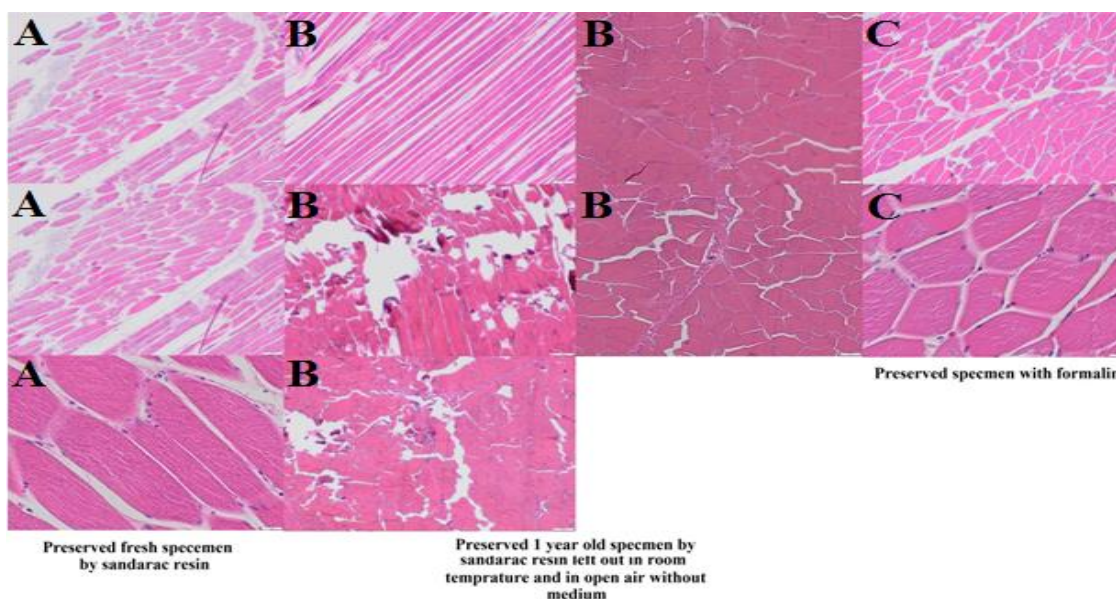 A
B
B
C
A
B
B
C
A
B
Preserved specmen with formalin
Preserved fresh specemen
by sandarac resin
Preserved 1 year old specmen by
sandarac resin left out in room
temprature and in open air without
medium